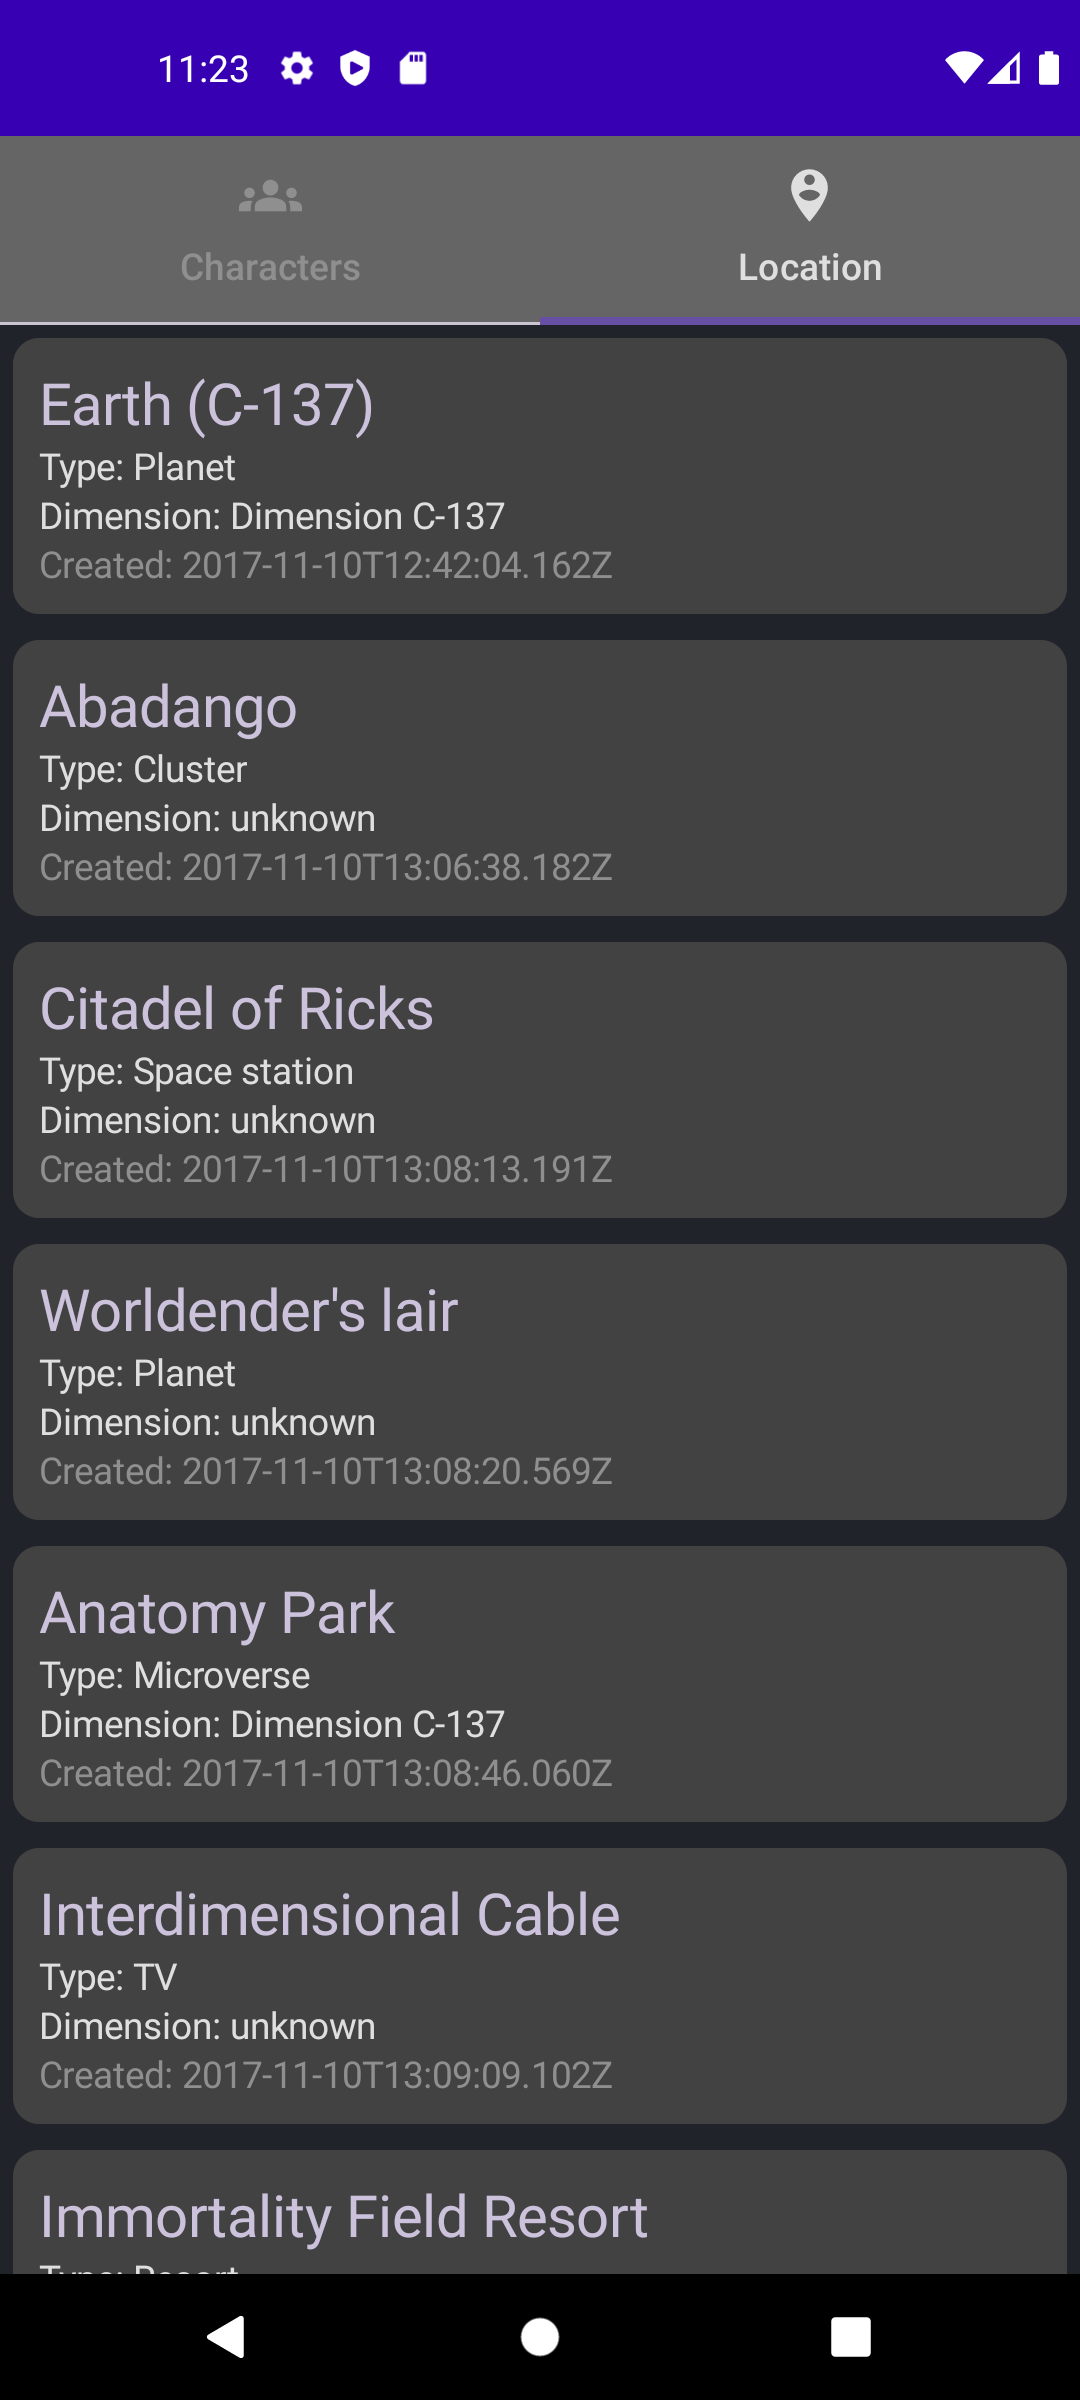 11:23
Characters
Location
Earth (C-137)
Type: Planet
Dimension: Dimension C-137
Created: 2017-11-10T12:42:04.162Z
Abadango
Type: Cluster
Dimension: unknown
Created: 2017-11-10T13:06:38.182Z
Citadel of Ricks
Type: Space station
Dimension: unknown
Created: 2017-11-10T13:08:13.191Z
Worldender's lair
Type: Planet
Dimension: unknown
Created: 2017-11-10T13:08:20.569Z
Anatomy Park
Type: Microverse
Dimension: Dimension C-137
Created: 2017-11-10T13:08:46.060Z
Interdimensional Cable
Type: TV
Dimension: unknown
Created: 2017-11-10T13:09:09.102Z
Immortality Field Resort
Type: Resort